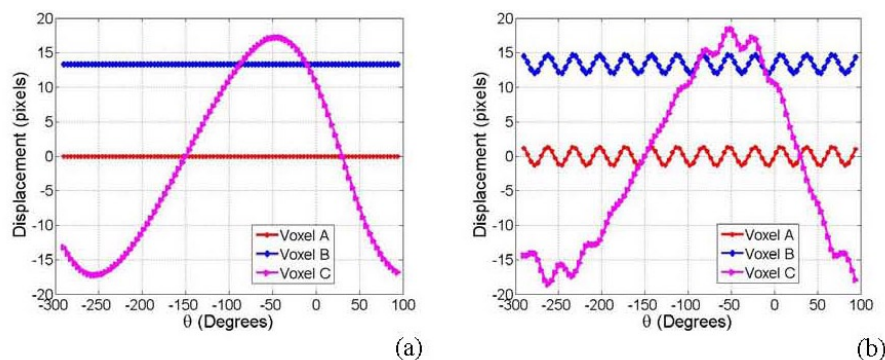 20
15
10
5
0
-5
-10
-15
-20
Displacement (pixels)
-300 -250 -200 -150 -100 -50 0 50 100
θ (Degrees)
Voxel A
Voxel B
Voxel C
(a)
20
15
10
5
0
-5
-10
-15
-20
Displacement (pixels)
-300 -250 -200 -150 -100 -50 0 50 100
θ (Degrees)
Voxel A
Voxel B
Voxel C
(b)